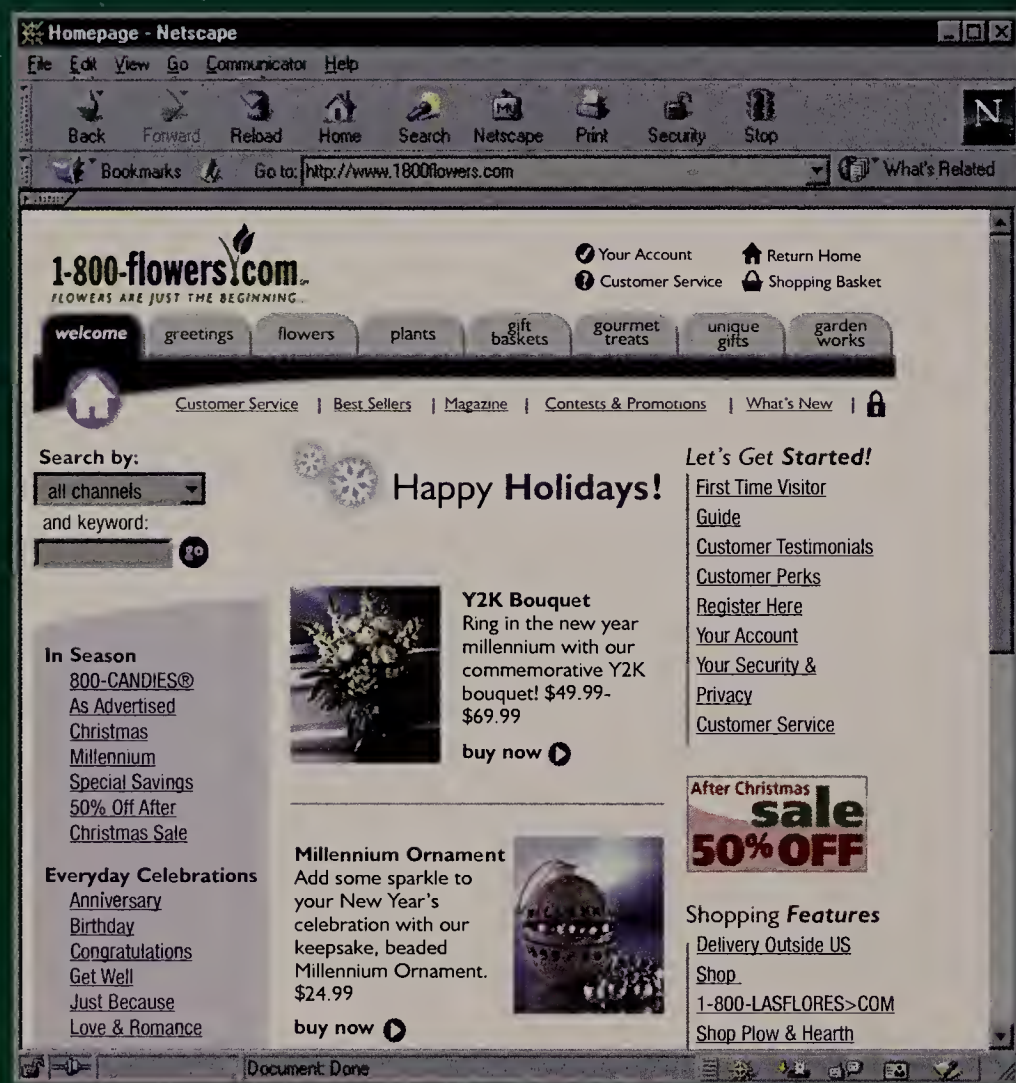 Homepage - Netscape
File Edit View Go Communicator Help
Back Forward Reload Home Search Netscape Print Security Stop
N
Bookmarks Go to: http://www.1800flowers.com What's Related
1-800-flowers.com
FLOWERS ARE JUST THE BEGINNING
Your Account Return Home
Customer Service Shopping Basket
welcome greetings flowers plants gift baskets gourmet treats unique gifts garden works
Customer Service | Best Sellers | Magazine | Contests & Promotions | What's New |
Search by:
all channels
and keyword:
go
In Season
800-CANDIES®
As Advertised
Christmas
Millennium
Special Savings
50% Off After
Christmas Sale
Everyday Celebrations
Anniversary
Birthday
Congratulations
Get Well
Just Because
Love & Romance
Happy Holidays!
Y2K Bouquet
Ring in the new year
millennium with our
commemorative Y2K
bouquet! $49.99-
$69.99
buy now
Millennium Ornament
Add some sparkle to
your New Year's
celebration with our
keepsake, beaded
Millennium Ornament.
$24.99
buy now
Let's Get Started!
First Time Visitor
Guide
Customer Testimonials
Customer Perks
Register Here
Your Account
Your Security &
Privacy
Customer Service
After Christmas
sale
50% OFF
Shopping Features
Delivery Outside US
Shop
1-800-LASFLORES>COM
Shop Plow & Hearth
Document: Done